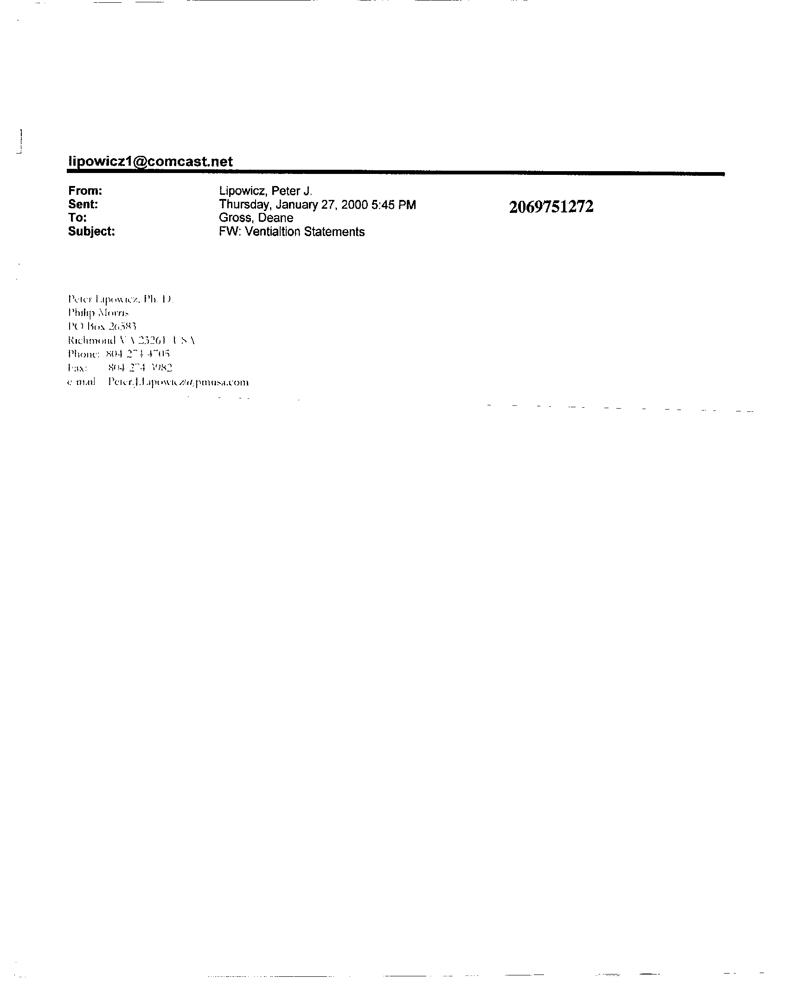 lipowicz1@comcast.net
From: Lipowicz, Peter J.
Sent: Thursday, January 27, 2000 5:45 PM
To: Gross, Deane
Subject: FW: Ventialtion Statements
2069751272
Peter Lipowicz, Ph. D.
Philip Morris
PO Box 26583
Richmond VA 23261 USA
Phone: 804 274 4705
Fax: 804 274 3982
e-mail Peter.J.Lipowicz@pmusa.com